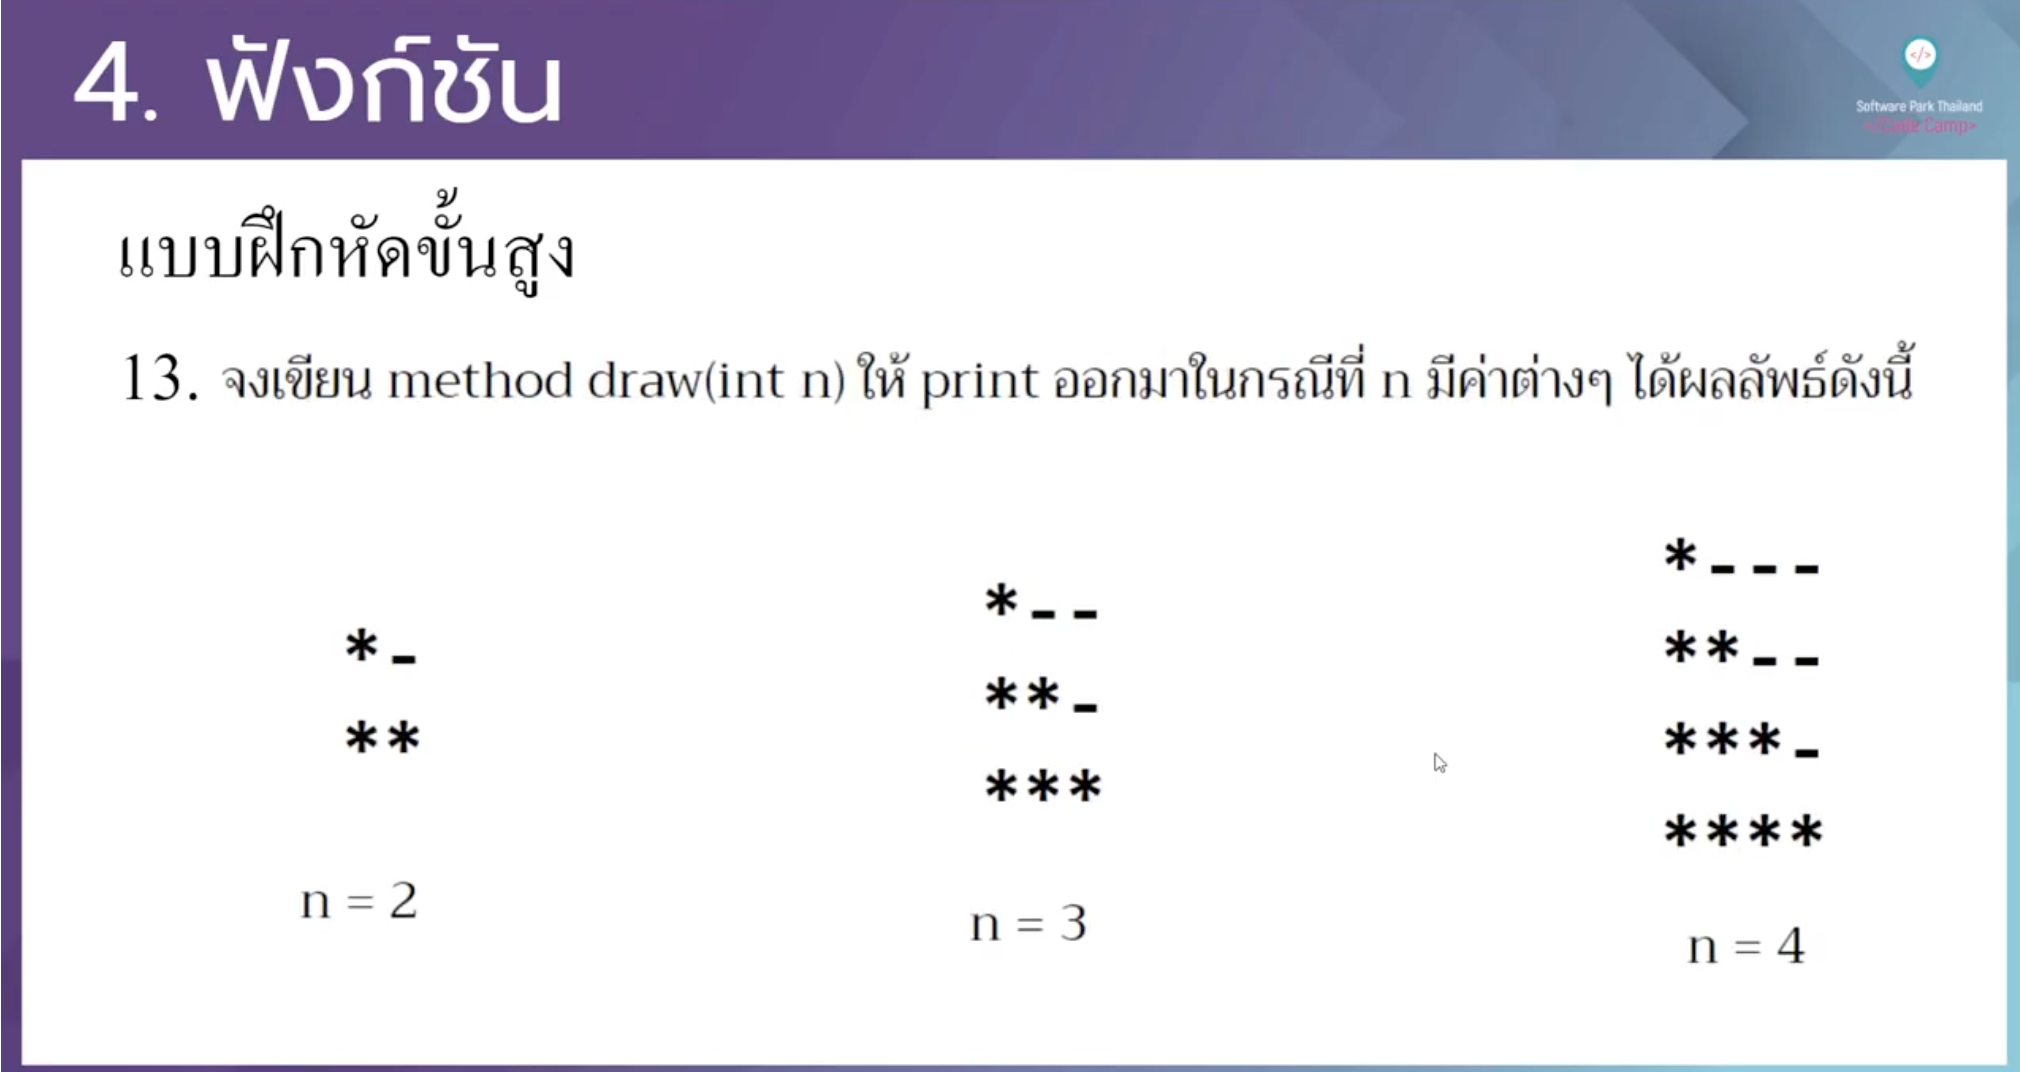 4. ฟังก์ชัน
</>
Software Park Thailand
</Code Camp>
แบบฝึกหัดขั้นสูง
13. จงเขียน method draw(int n) ให้ print ออกมาในกรณีที่ n มีค่าต่างๆ ได้ผลลัพธ์ดังนี้
*-
**
n = 2
*--
**-
***
n = 3
*---
**--
***-
****
n = 4